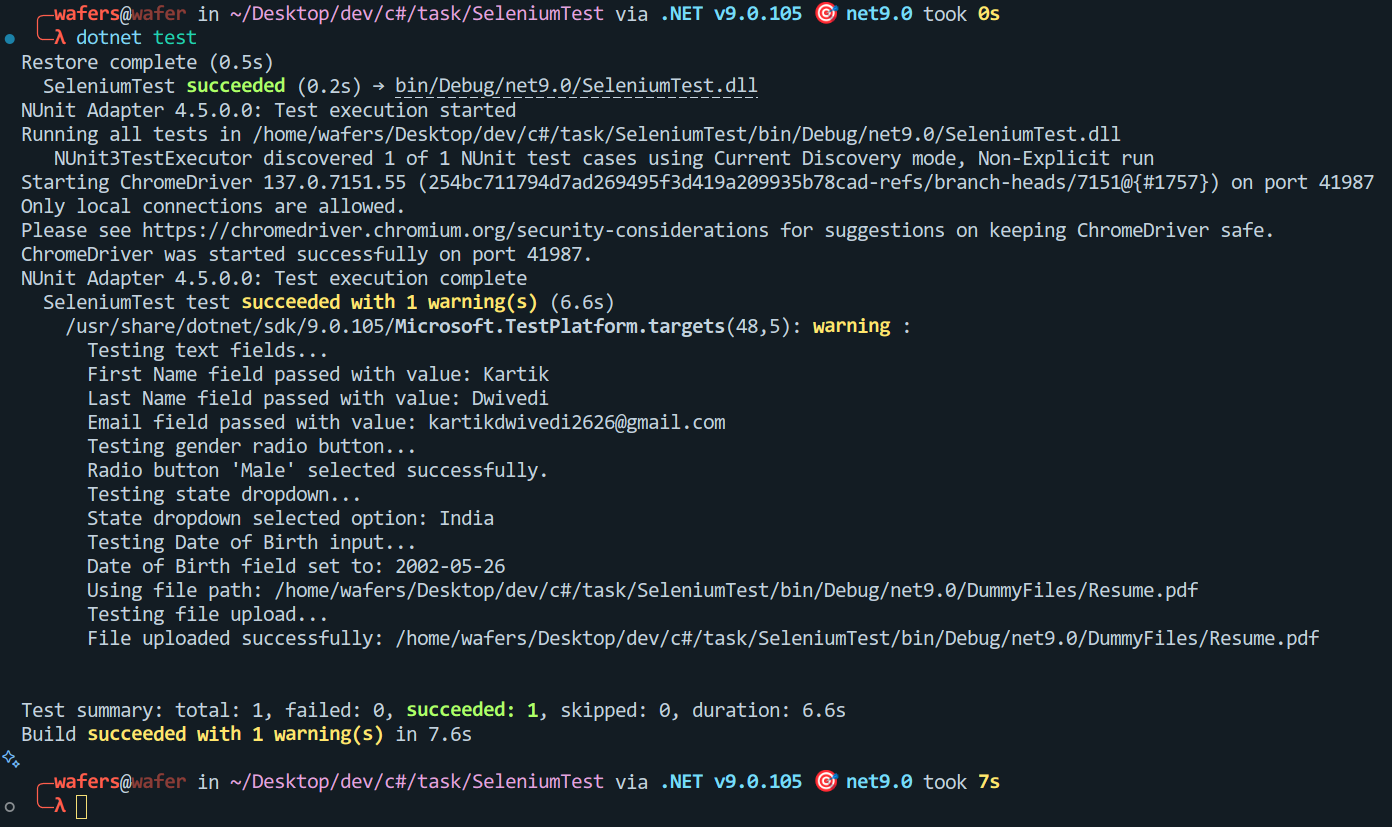 wafers@wafer in ~/Desktop/dev/c#/task/SeleniumTest via .NET v9.0.105 🎯 net9.0 took 0s
λ dotnet test
Restore complete (0.5s)
SeleniumTest succeeded (0.2s) → bin/Debug/net9.0/SeleniumTest.dll
NUnit Adapter 4.5.0.0: Test execution started
Running all tests in /home/wafers/Desktop/dev/c#/task/SeleniumTest/bin/Debug/net9.0/SeleniumTest.dll
NUnit3TestExecutor discovered 1 of 1 NUnit test cases using Current Discovery mode, Non-Explicit run
Starting ChromeDriver 137.0.7151.55 (254bc711794d7ad269495f3d419a209935b78cad-refs/branch-heads/7151@{#1757}) on port 41987
Only local connections are allowed.
Please see https://chromedriver.chromium.org/security-considerations for suggestions on keeping ChromeDriver safe.
ChromeDriver was started successfully on port 41987.
NUnit Adapter 4.5.0.0: Test execution complete
SeleniumTest test succeeded with 1 warning(s) (6.6s)
/usr/share/dotnet/sdk/9.0.105/Microsoft.TestPlatform.targets(48,5): warning :
Testing text fields...
First Name field passed with value: Kartik
Last Name field passed with value: Dwivedi
Email field passed with value: kartikdwivedi2626@gmail.com
Testing gender radio button...
Radio button 'Male' selected successfully.
Testing state dropdown...
State dropdown selected option: India
Testing Date of Birth input...
Date of Birth field set to: 2002-05-26
Using file path: /home/wafers/Desktop/dev/c#/task/SeleniumTest/bin/Debug/net9.0/DummyFiles/Resume.pdf
Testing file upload...
File uploaded successfully: /home/wafers/Desktop/dev/c#/task/SeleniumTest/bin/Debug/net9.0/DummyFiles/Resume.pdf
Test summary: total: 1, failed: 0, succeeded: 1, skipped: 0, duration: 6.6s
Build succeeded with 1 warning(s) in 7.6s
wafers@wafer in ~/Desktop/dev/c#/task/SeleniumTest via .NET v9.0.105 🎯 net9.0 took 7s
λ